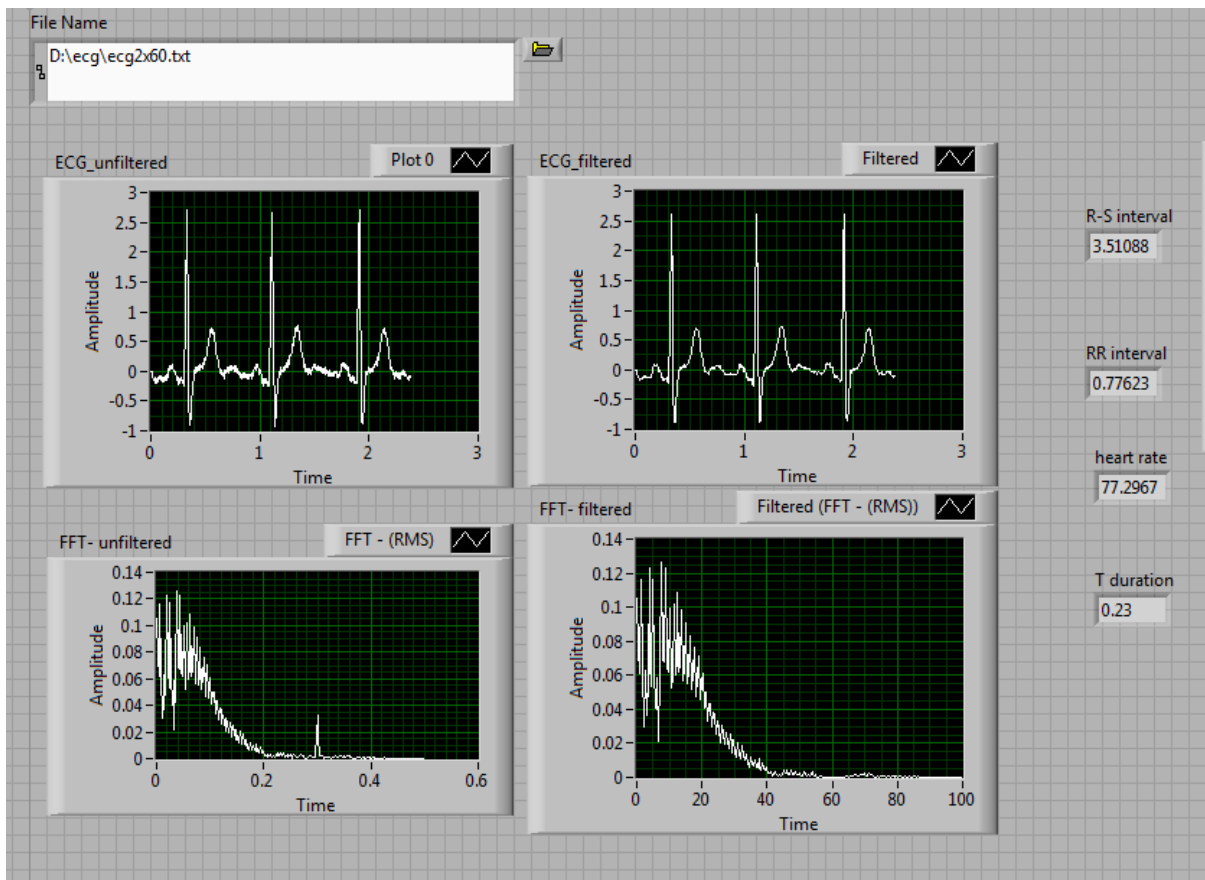 File Name
D:\ecg\ecg2x60.txt
ECG_unfiltered
Plot 0
3
2.5
2
1.5
1
0.5
0
-0.5
-1
Amplitude
0 1 2 3
Time
ECG_filtered
Filtered
3
2.5
2
1.5
1
0.5
0
-0.5
-1
Amplitude
0 1 2 3
Time
R-S interval
3.51088
RR interval
0.77623
heart rate
77.2967
T duration
0.23
FFT- unfiltered
FFT - (RMS)
0.14
0.12
0.1
0.08
0.06
0.04
0.02
0
Amplitude
0 0.2 0.4 0.6
Time
FFT- filtered
Filtered (FFT - (RMS))
0.14
0.12
0.1
0.08
0.06
0.04
0.02
0
Amplitude
0 20 40 60 80 100
Time